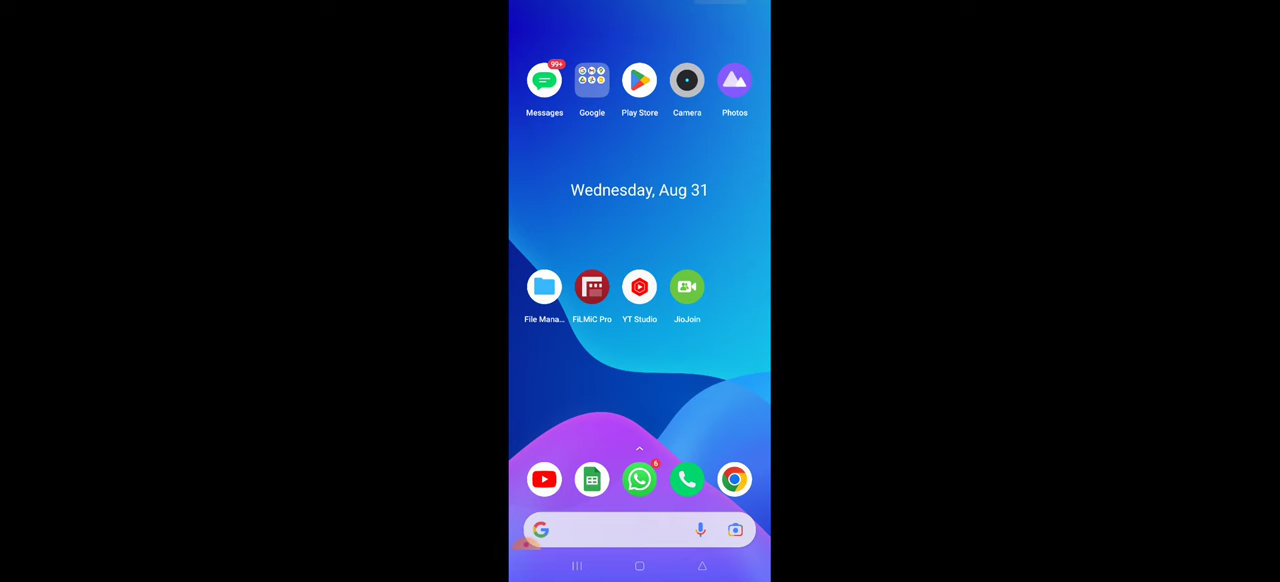 99+
Messages
Google
Play Store
Camera
Photos
Wednesday, Aug 31
File Mana...
FiLMiC Pro
YT Studio
JioJoin
6